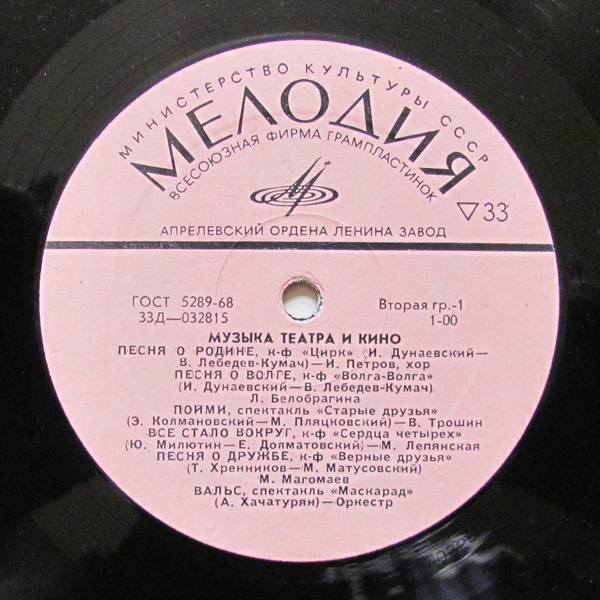 МИНИСТЕРСТВО КУЛЬТУРЫ СССР
МЕЛОДИЯ
ВСЕСОЮЗНАЯ ФИРМА ГРАМПЛАСТИНОК
▽33
АПРЕЛЕВСКИЙ ОРДЕНА ЛЕНИНА ЗАВОД
ГОСТ 5289-68 Вторая гр.-1
33Д—032815 1-00
МУЗЫКА ТЕАТРА И КИНО
ПЕСНЯ О РОДИНЕ, к-ф «Цирк» (И. Дунаевский—
В. Лебедев-Кумач)—И. Петров, хор
ПЕСНЯ О ВОЛГЕ, к-ф «Волга-Волга»
(И. Дунаевский—В. Лебедев-Кумач)
Л. Белобрагина
ПОЙМИ, спектакль «Старые друзья»
(Э. Колмановский—М. Пляцковский)—В. Трошин
ВСЕ СТАЛО ВОКРУГ, к-ф «Сердца четырех»
(Ю. Милютин—Е. Долматовский)—М. Лепянская
ПЕСНЯ О ДРУЖБЕ, к-ф «Верные друзья»
(Т. Хренников—М. Матусовский)
М. Магомаев
ВАЛЬС, спектакль «Маскарад»
(А. Хачатурян)—Оркестр